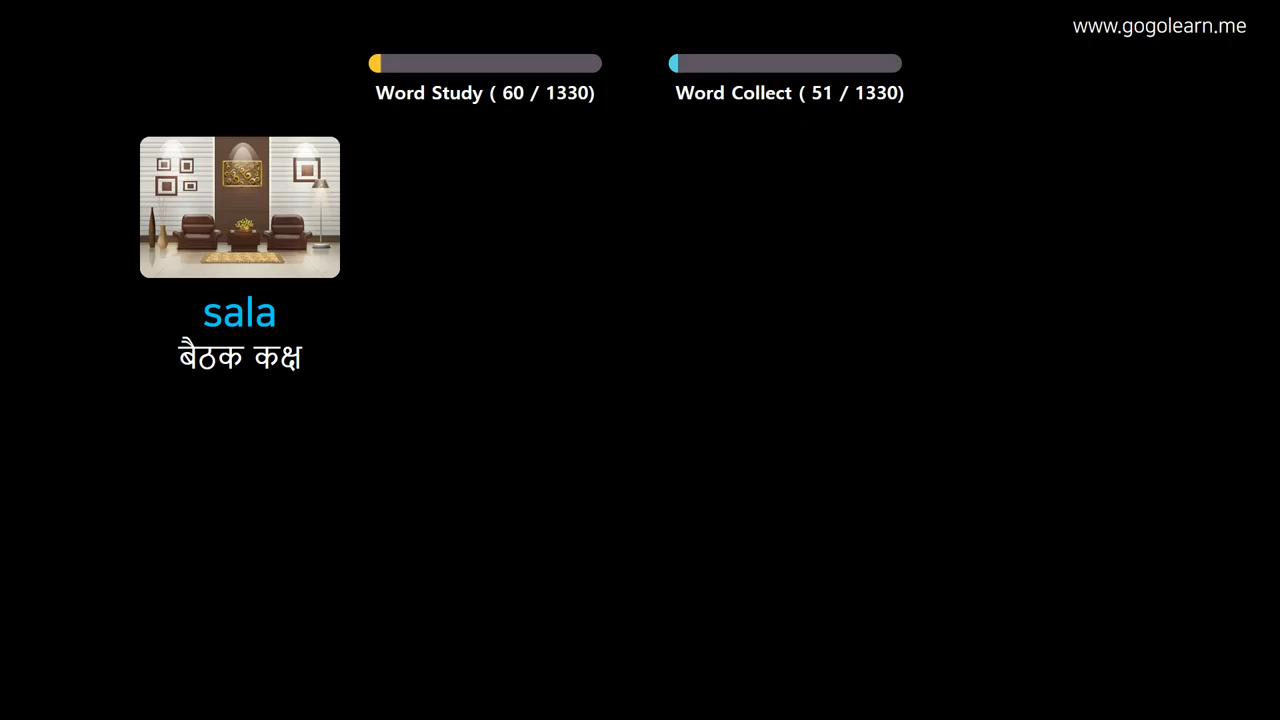 www.gogolearn.me
Word Study ( 60 / 1330)
Word Collect ( 51 / 1330)
sala
बैठक कक्ष